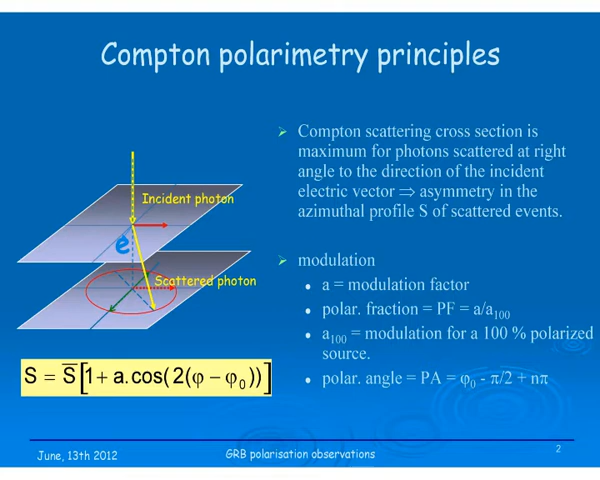 Compton polarimetry principles
➢ Compton scattering cross section is
maximum for photons scattered at right
angle to the direction of the incident
electric vector ⇒ asymmetry in the
azimuthal profile S of scattered events.
➢ modulation
• a = modulation factor
• polar. fraction = PF = a/a₁₀₀
• a₁₀₀ = modulation for a 100 % polarized
source.
• polar. angle = PA = φ₀ - π/2 + nπ
Incident photon
e
Scattered photon
S = S̅[1 + a.cos( 2(φ − φ₀ ))]
June, 13th 2012
GRB polarisation observations
2